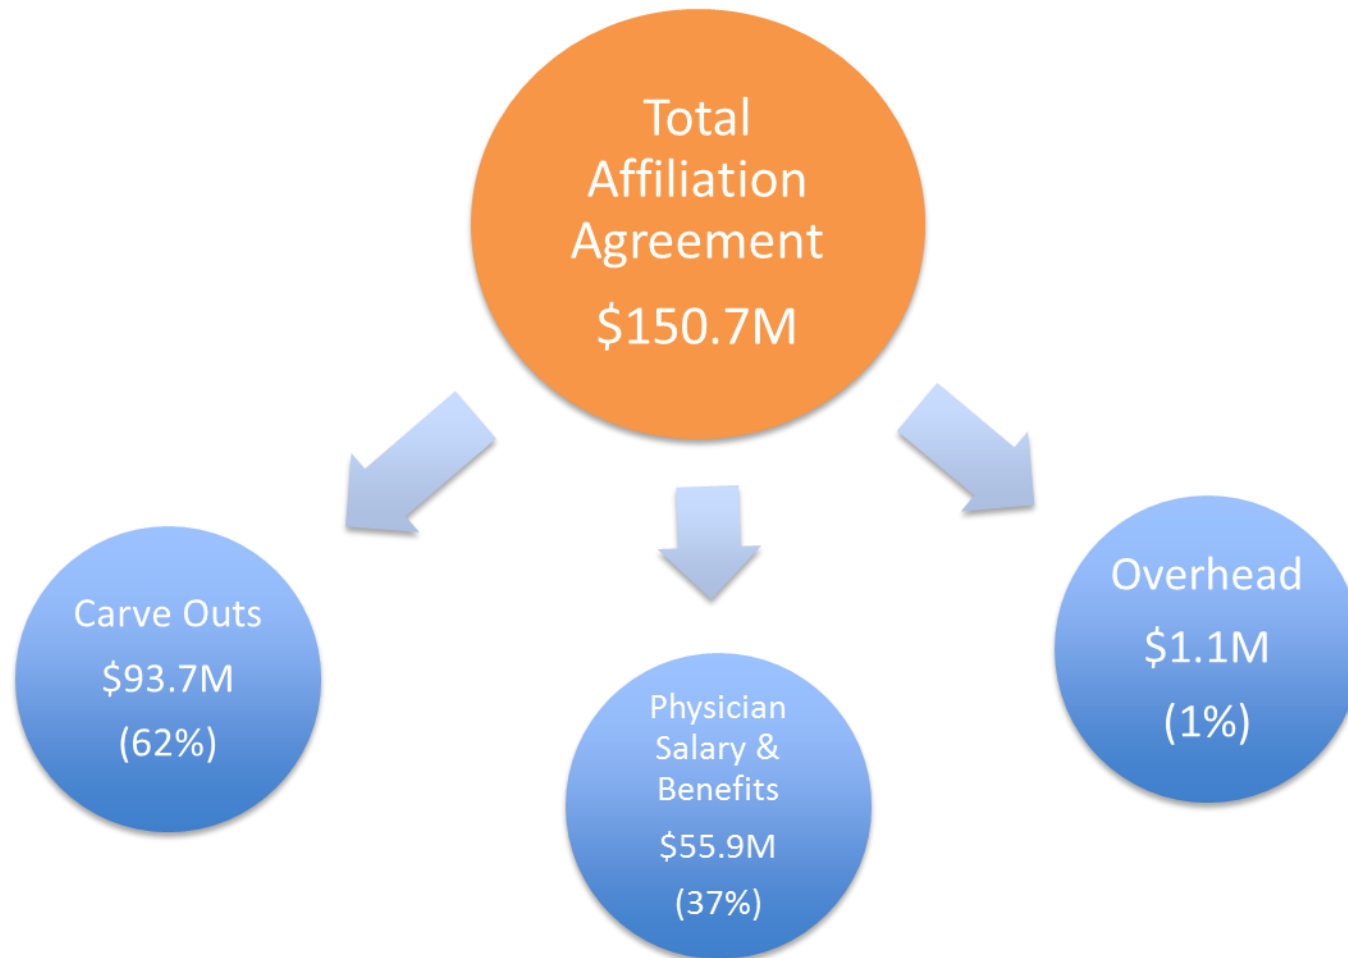 Total
Affiliation
Agreement
$150.7M
Carve Outs
$93.7M
(62%)
Physician
Salary &
Benefits
$55.9M
(37%)
Overhead
$1.1M
(1%)